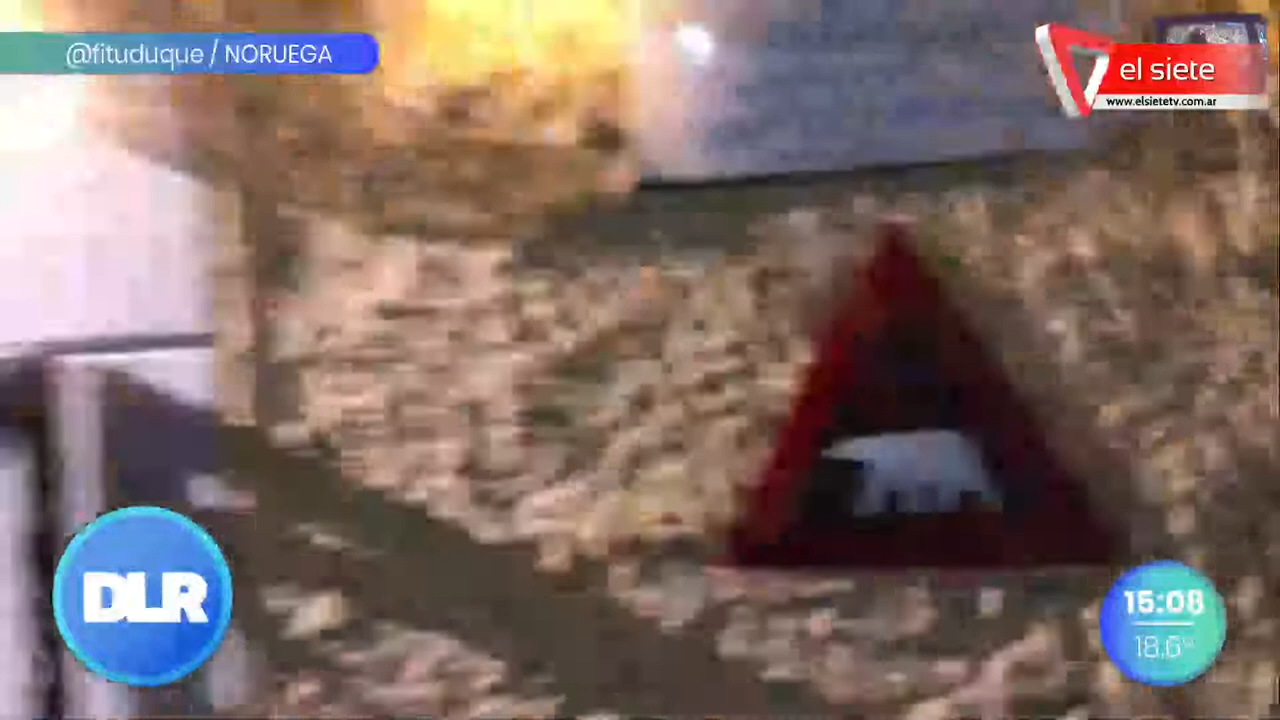 @fituduque / NORUEGA
el siete
www.elsietetv.com.ar
DLR
15:08
18.6°